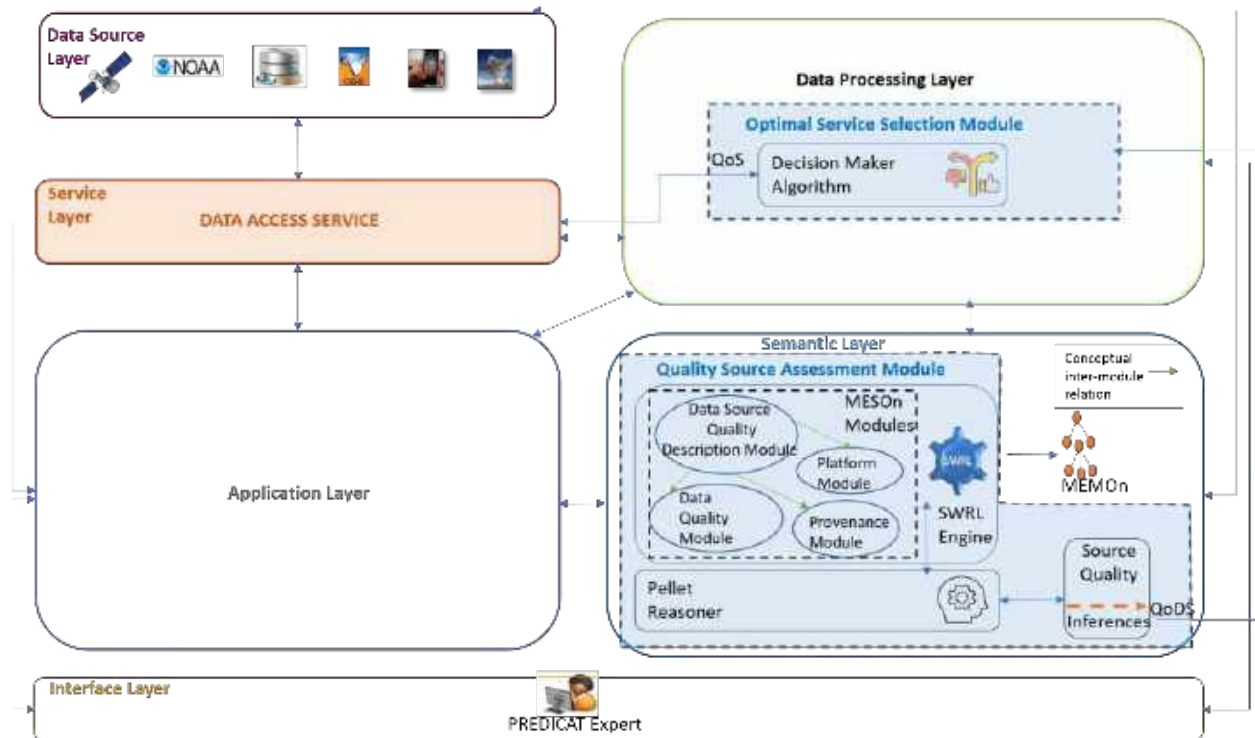 Data Source
Layer
NOAA
Data Processing Layer
Optimal Service Selection Module
QoS
Decision Maker
Algorithm
Service
Layer
DATA ACCESS SERVICE
Application Layer
Semantic Layer
Quality Source Assessment Module
MESOn
Modules
Data Source
Quality
Description Module
Platform
Module
Data
Quality
Module
Provenance
Module
SWRL
SWRL
Engine
Conceptual
inter-module
relation
MEMOn
Pellet
Reasoner
Source
Quality
Inferences
QoDS
Interface Layer
PREDICAT Expert